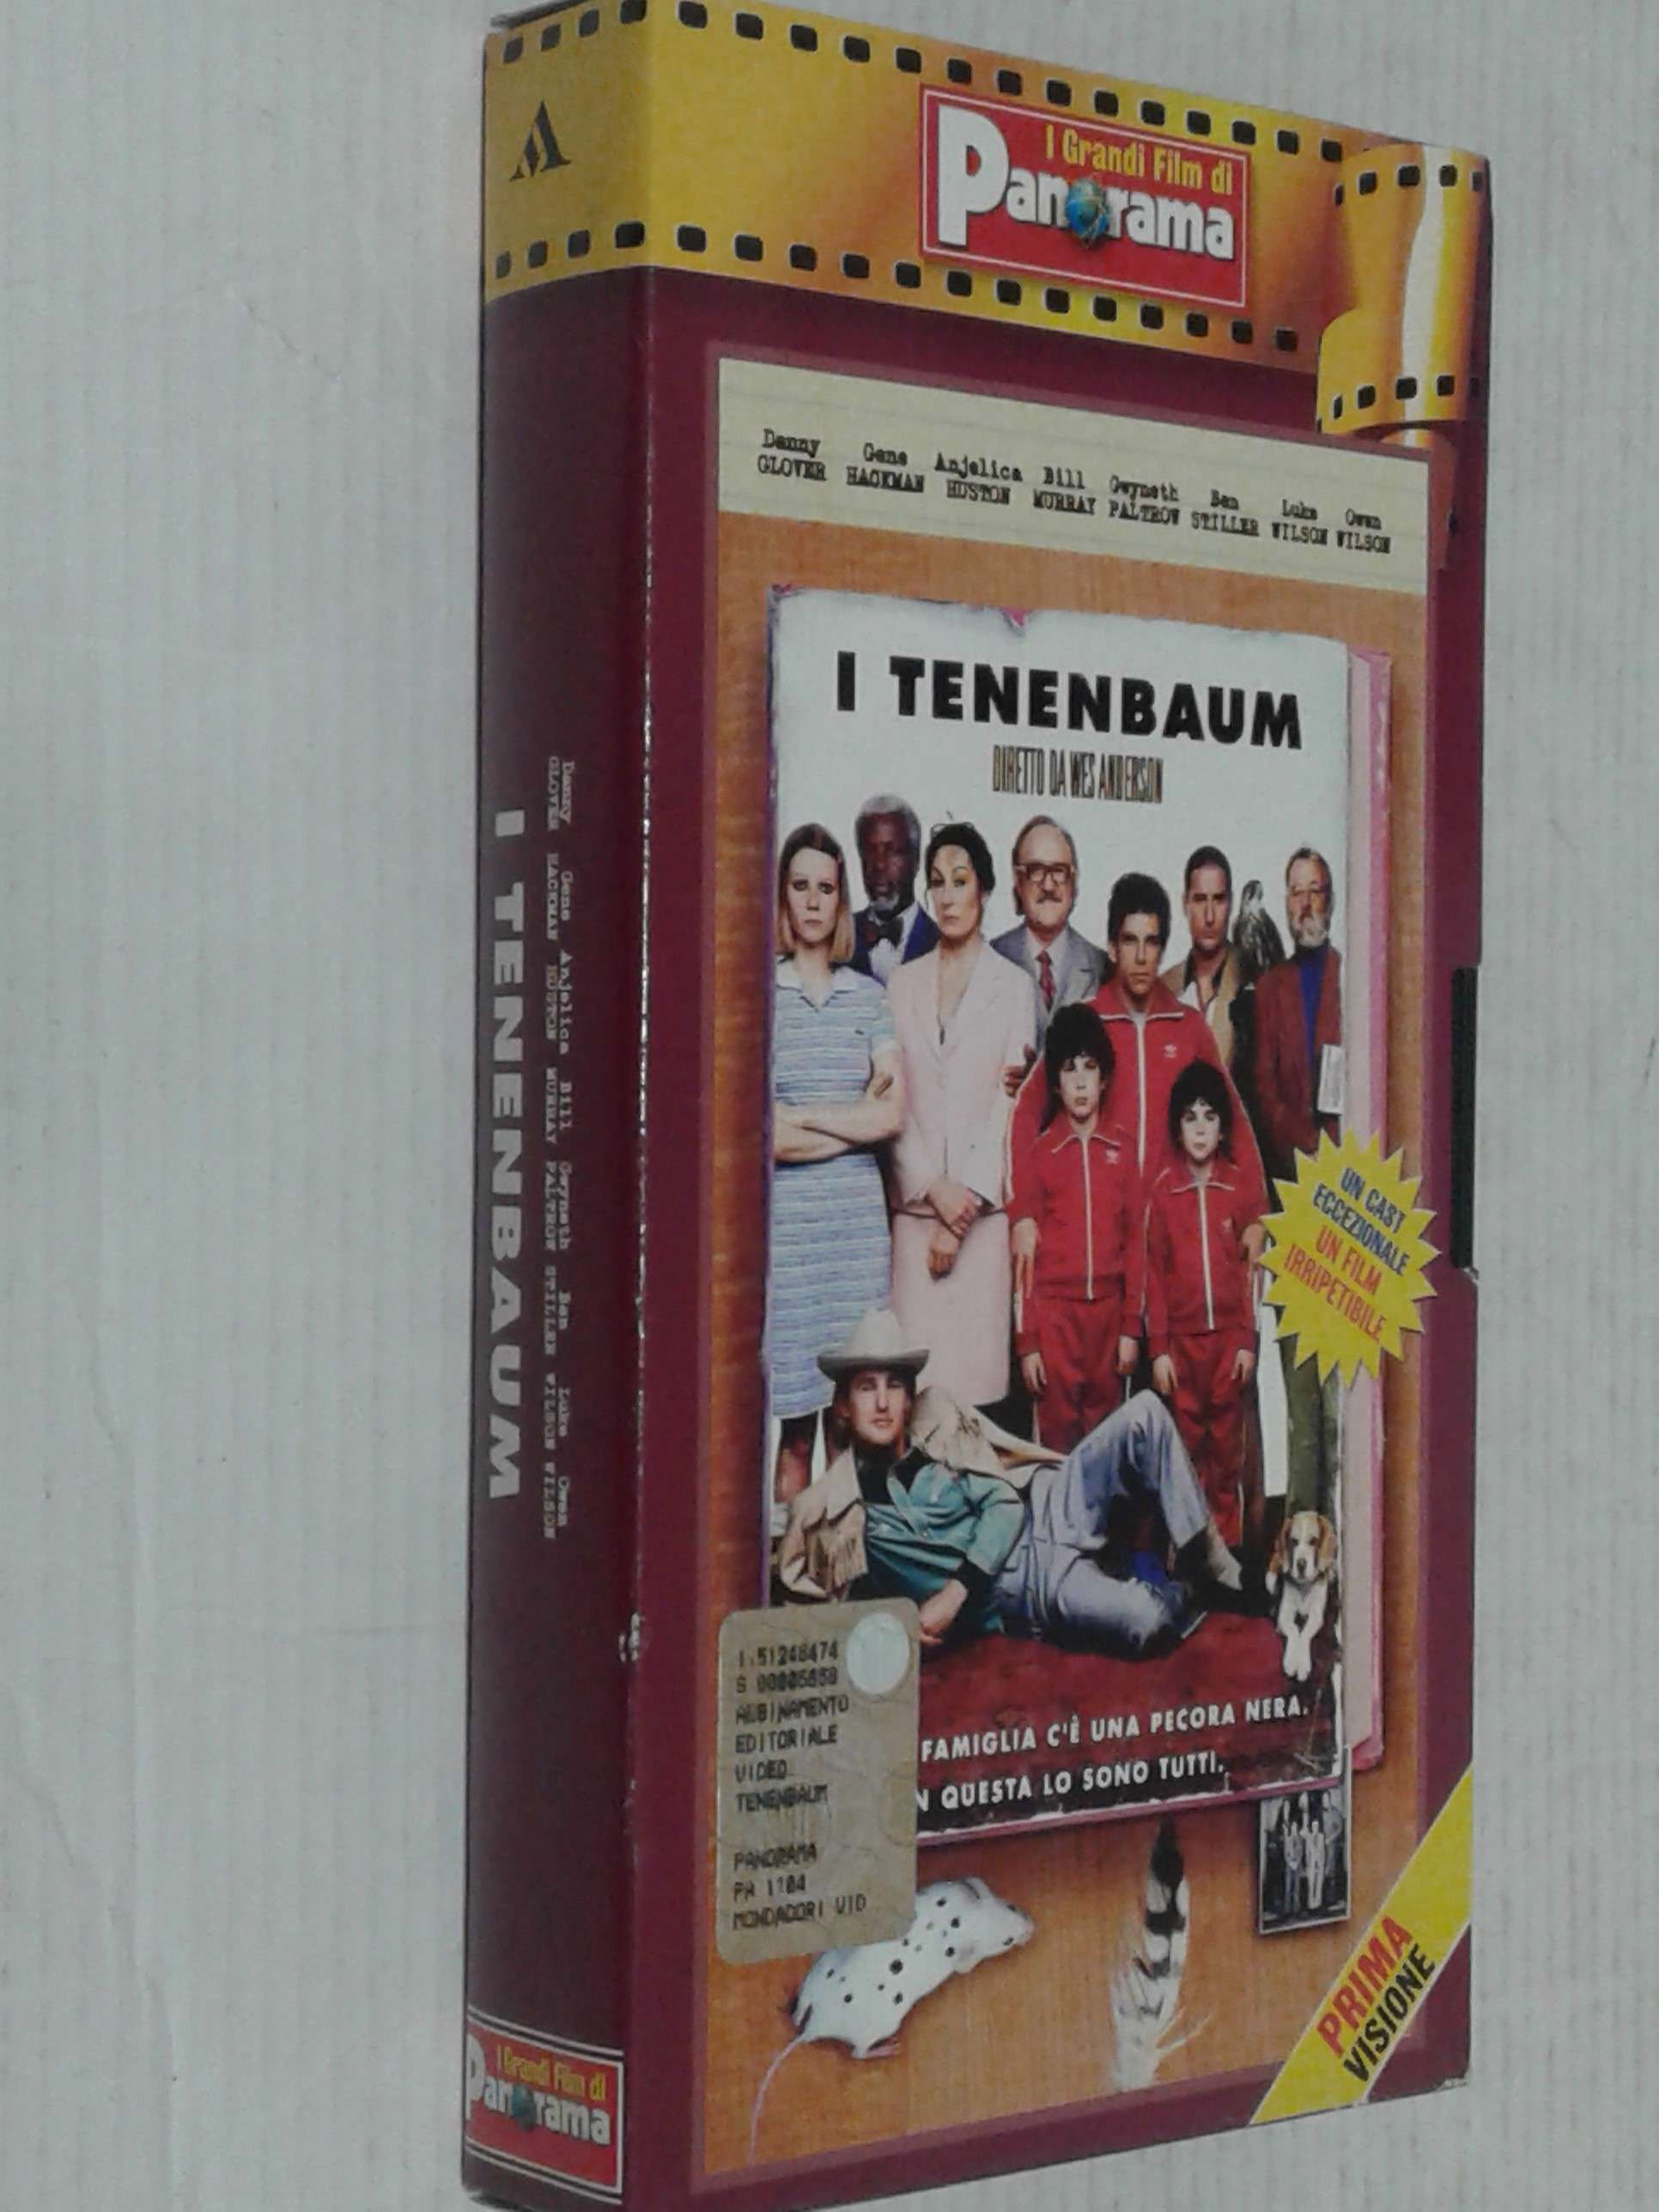 I Grandi Film di
Panorama
Danny Gene Anjelica Bill Gwyneth Ben Luke Owen
GLOVER HACKMAN HUSTON MURRAY PALTROW STILLER WILSON WILSON
I TENENBAUM
DIRETTO DA WES ANDERSON
UN CAST
ECCEZIONALE
UN FILM
IRRIPETIBILE
FAMIGLIA C'È UNA PECORA NERA.
N QUESTA LO SONO TUTTI.
ABBINAMENTO
EDITORIALE
VIDEO
TENENBAUM
PANORAMA
PA 1104
MONDADORI VID
PRIMA
VISIONE
Danny Gene Anjelica Bill Gwyneth Ben Luke Owen
GLOVER HACKMAN HUSTON MURRAY PALTROW STILLER WILSON WILSON
I TENENBAUM
I Grandi Film di
Panorama